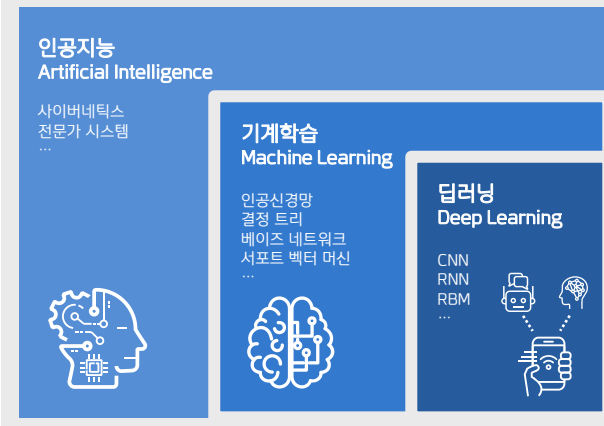 인공지능
Artificial Intelligence
사이버네틱스
전문가 시스템
...
기계학습
Machine Learning
인공신경망
결정 트리
베이즈 네트워크
서포트 벡터 머신
...
딥러닝
Deep Learning
CNN
RNN
RBM
...